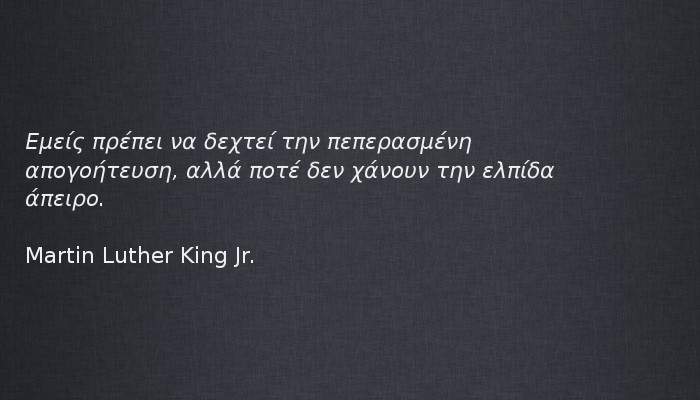 Εμείς πρέπει να δεχτεί την πεπερασμένη
απογοήτευση, αλλά ποτέ δεν χάνουν την ελπίδα
άπειρο.
Martin Luther King Jr.